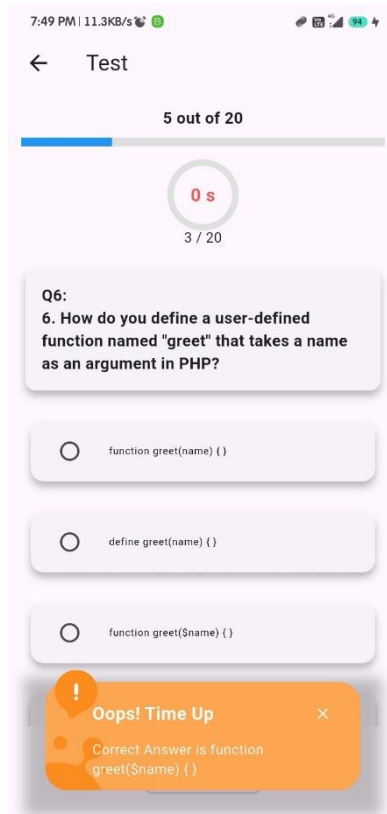 7:49 PM | 11.3KB/s
94
Test
5 out of 20
0 s
3 / 20
Q6:
6. How do you define a user-defined
function named "greet" that takes a name
as an argument in PHP?
function greet(name) { }
define greet(name) { }
function greet($name) { }
!
Oops! Time Up
Correct Answer is function
greet($name) { }